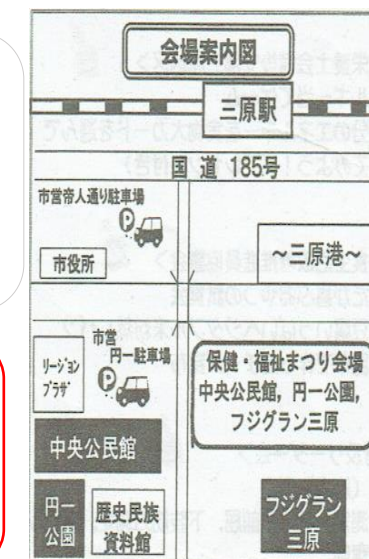 会場案内図
三原駅
国道185号
市営帝人通り駐車場
P
市役所
～三原港～
市営
円一駐車場
P
リージョン
プラザ
保健・福祉まつり会場
中央公民館，円一公園，
フジグラン三原
中央公民館
円一
公園
歴史民族
資料館
フジグラン
三原